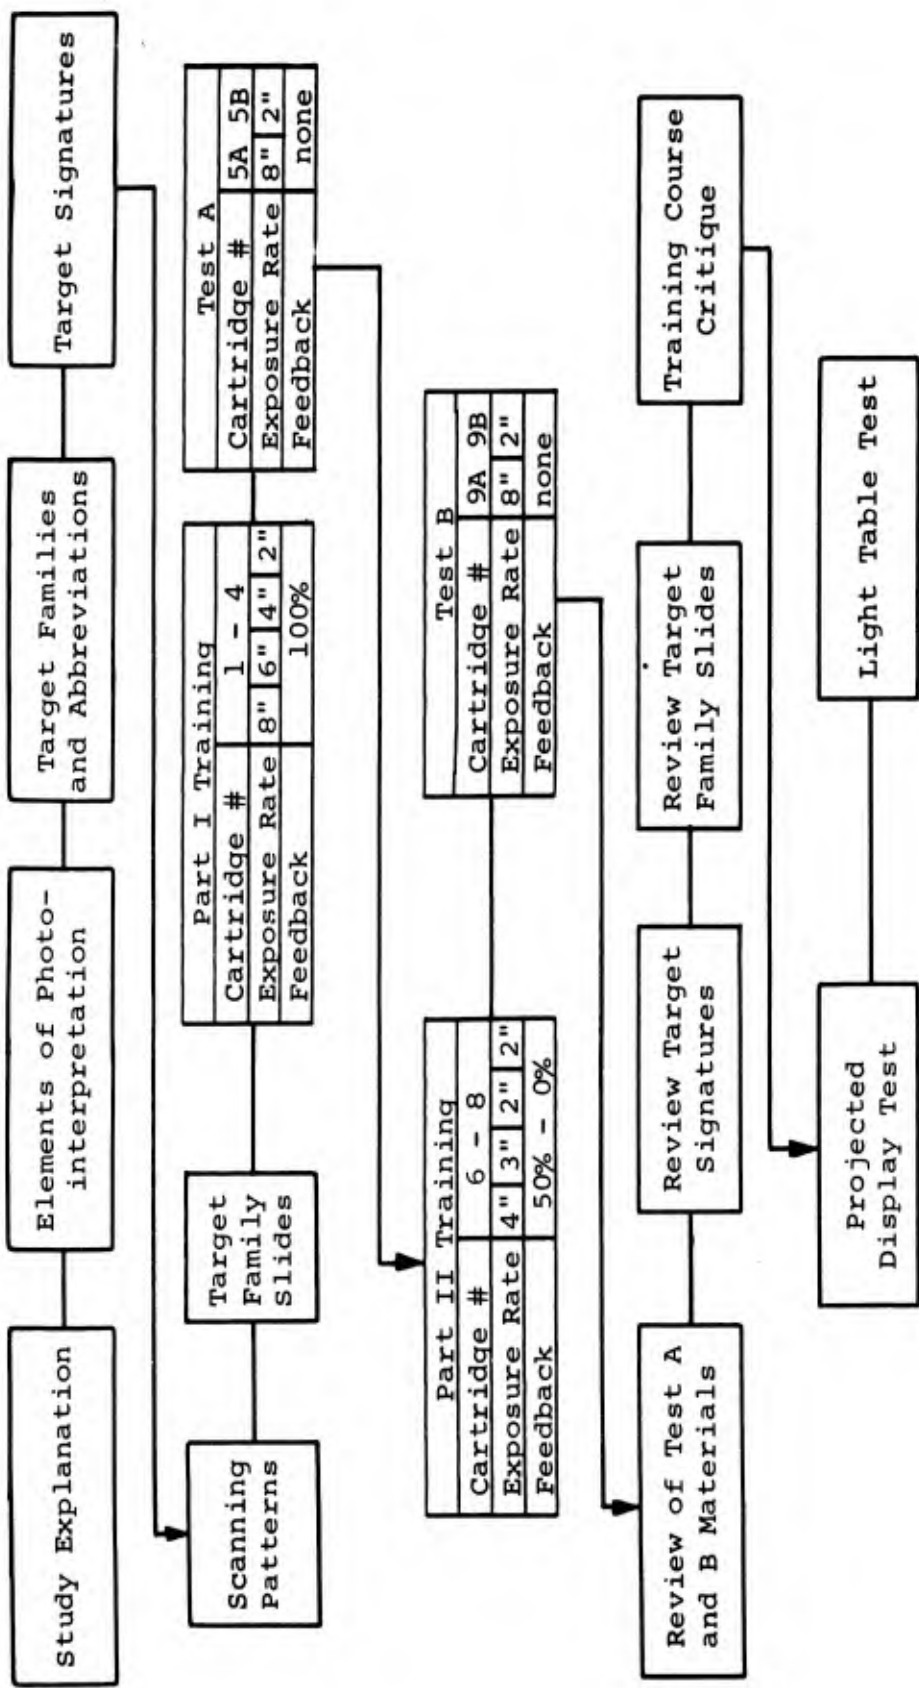 Study Explanation
Elements of Photo-
interpretation
Target Families
and Abbreviations
Target Signatures
Scanning
Patterns
Target
Family
Slides
Part I Training
Cartridge # 1 - 4
Exposure Rate 8" 6" 4" 2"
Feedback 100%
Test A
Cartridge # 5A 5B
Exposure Rate 8" 2"
Feedback none
Part II Training
Cartridge # 6 - 8
Exposure Rate 4" 3" 2" 2"
Feedback 50% - 0%
Test B
Cartridge # 9A 9B
Exposure Rate 8" 2"
Feedback none
Review of Test A
and B Materials
Review Target
Signatures
Review Target
Family Slides
Training Course
Critique
Projected
Display Test
Light Table Test